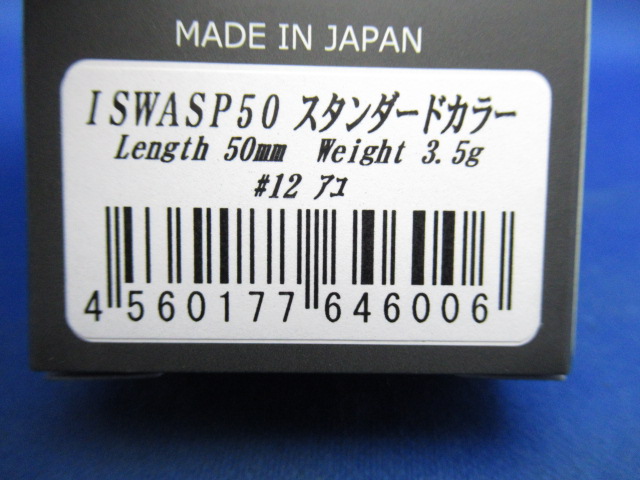 MADE IN JAPAN
ISWASP50 スタンダードカラー
Length 50mm Weight 3.5g
#12 アユ
4 560177 646006